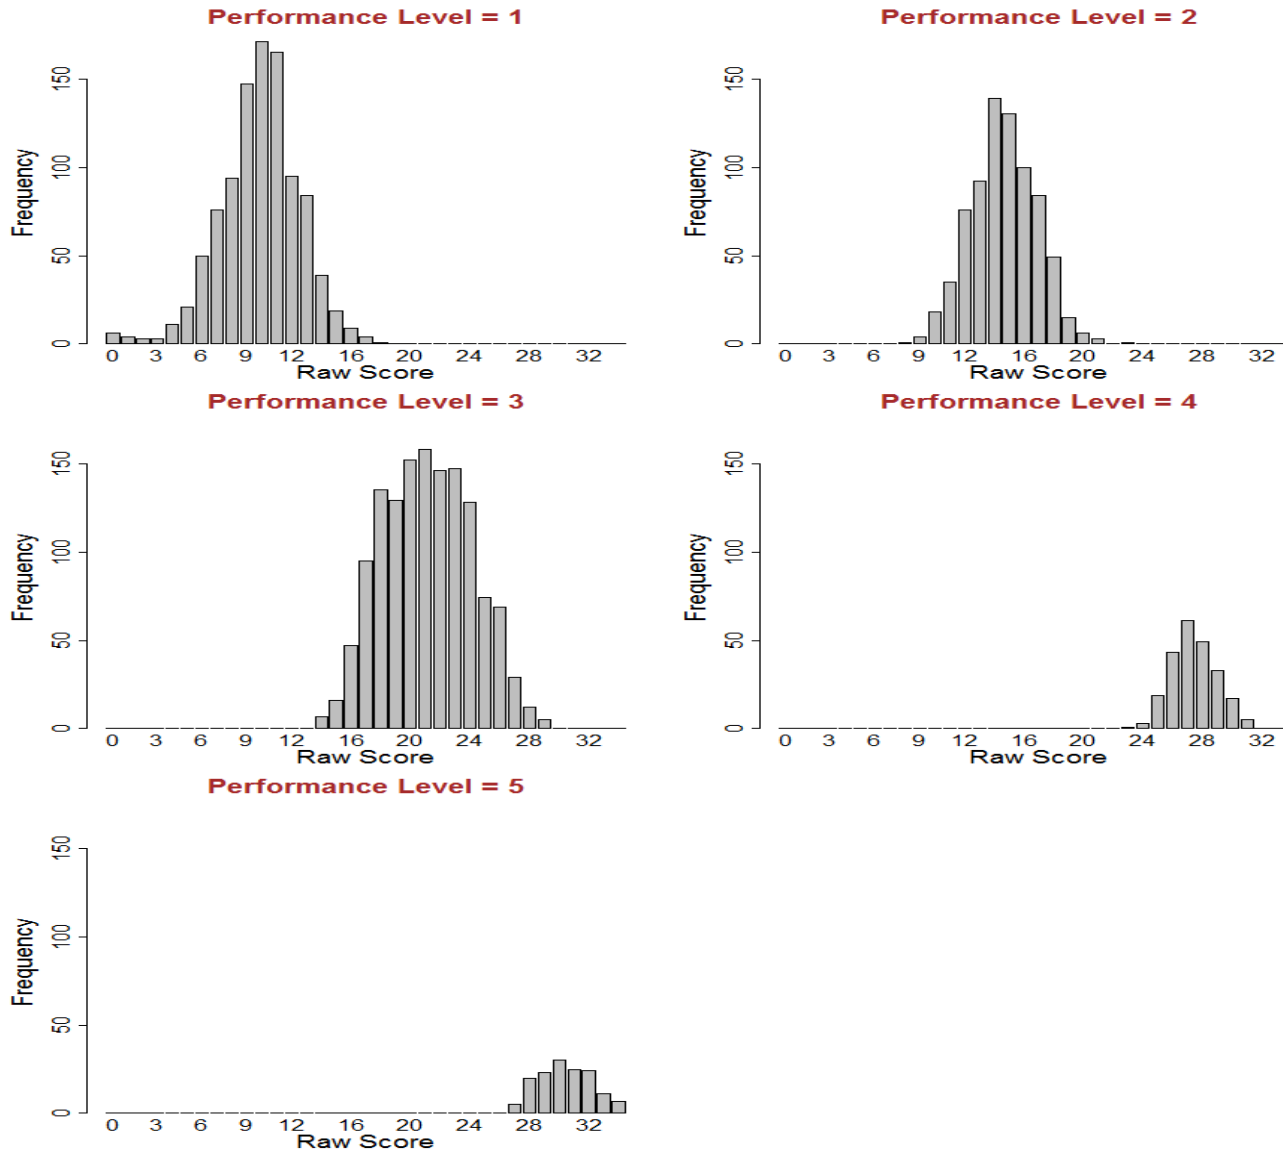 Performance Level = 1
Frequency
0 50 100 150
0 3 6 9 12 16 20 24 28 32
Raw Score
Performance Level = 2
Frequency
0 50 100 150
0 3 6 9 12 16 20 24 28 32
Raw Score
Performance Level = 3
Frequency
0 50 100 150
0 3 6 9 12 16 20 24 28 32
Raw Score
Performance Level = 4
Frequency
0 50 100 150
0 3 6 9 12 16 20 24 28 32
Raw Score
Performance Level = 5
Frequency
0 50 100 150
0 3 6 9 12 16 20 24 28 32
Raw Score